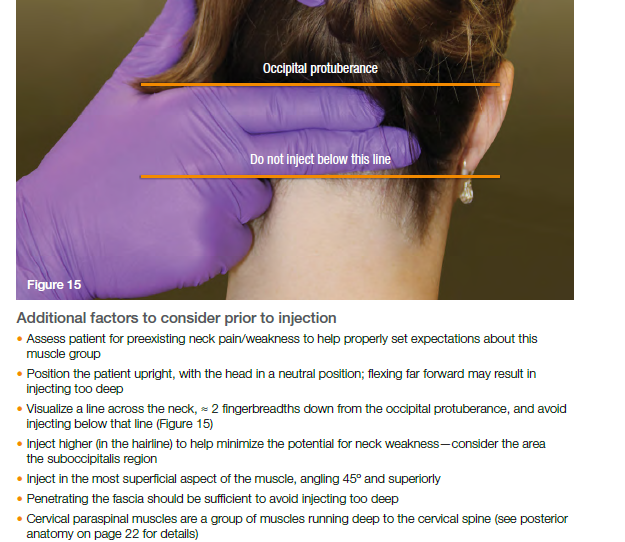 Occipital protuberance
Do not inject below this line
Figure 15
Additional factors to consider prior to injection
• Assess patient for preexisting neck pain/weakness to help properly set expectations about this
muscle group
• Position the patient upright, with the head in a neutral position; flexing far forward may result in
injecting too deep
• Visualize a line across the neck, ≈ 2 fingerbreadths down from the occipital protuberance, and avoid
injecting below that line (Figure 15)
• Inject higher (in the hairline) to help minimize the potential for neck weakness—consider the area
the suboccipitalis region
• Inject in the most superficial aspect of the muscle, angling 45º and superiorly
• Penetrating the fascia should be sufficient to avoid injecting too deep
• Cervical paraspinal muscles are a group of muscles running deep to the cervical spine (see posterior
anatomy on page 22 for details)